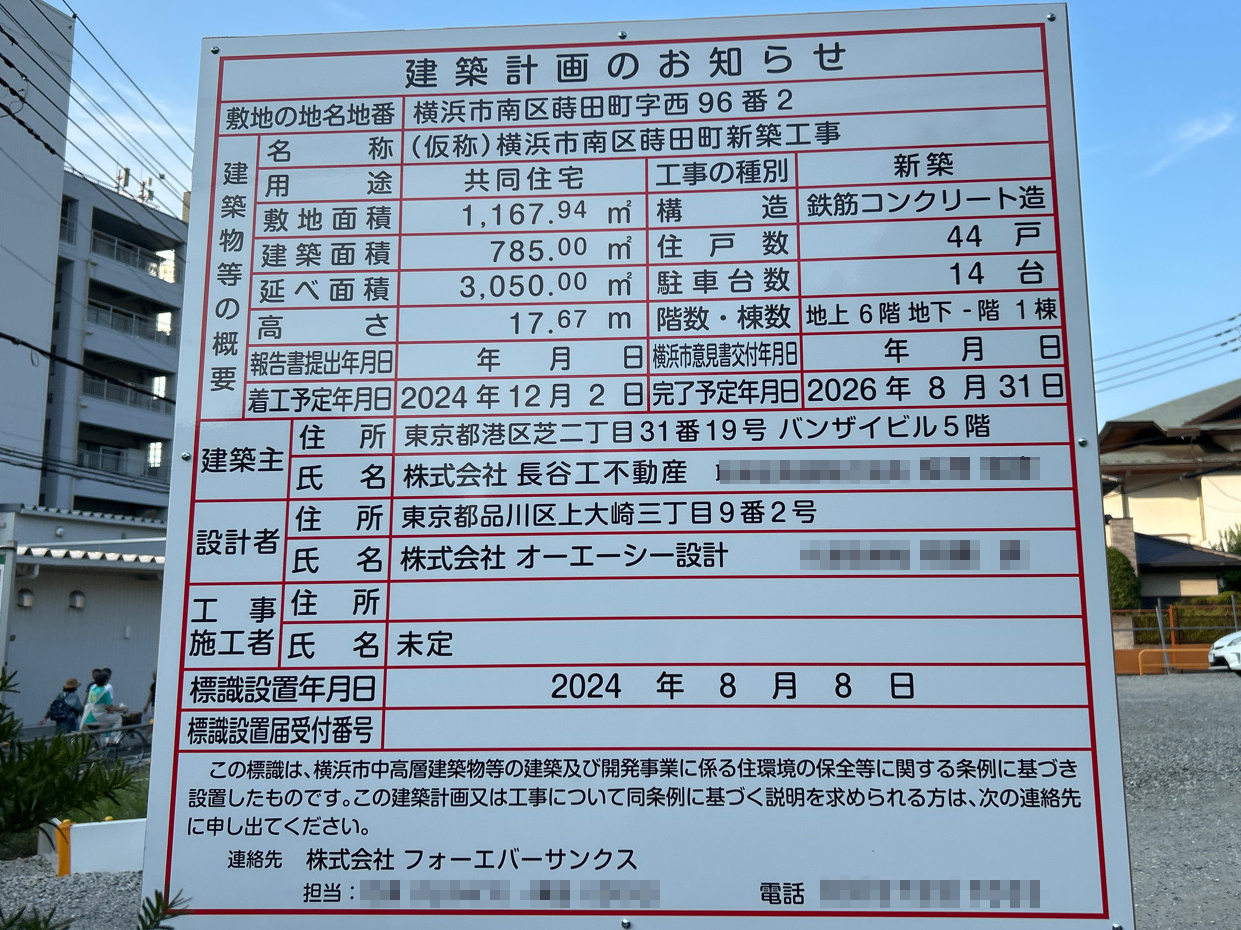 建築計画のお知らせ
敷地の地名地番 横浜市南区蒔田町字西96番2
建築物等の概要
名称 (仮称)横浜市南区蒔田町新築工事
用途 共同住宅 工事の種別 新築
敷地面積 1,167.94 ㎡ 構造 鉄筋コンクリート造
建築面積 785.00 ㎡ 住戸数 44 戸
延べ面積 3,050.00 ㎡ 駐車台数 14 台
高さ 17.67 m 階数・棟数 地上 6階 地下 - 階 1棟
報告書提出年月日 年 月 日 横浜市意見書交付年月日 年 月 日
着工予定年月日 2024年12月 2日 完了予定年月日 2026年 8月31日
建築主 住所 東京都港区芝二丁目31番19号 バンザイビル5階
氏名 株式会社 長谷工不動産
設計者 住所 東京都品川区上大崎三丁目9番2号
氏名 株式会社 オーエーシー設計
工事施工者 住所
氏名 未定
標識設置年月日 2024 年 8 月 8 日
標識設置届受付番号
この標識は、横浜市中高層建築物等の建築及び開発事業に係る住環境の保全等に関する条例に基づき
設置したものです。この建築計画又は工事について同条例に基づく説明を求められる方は、次の連絡先
に申し出てください。
連絡先 株式会社 フォーエバーサンクス
担当: 電話